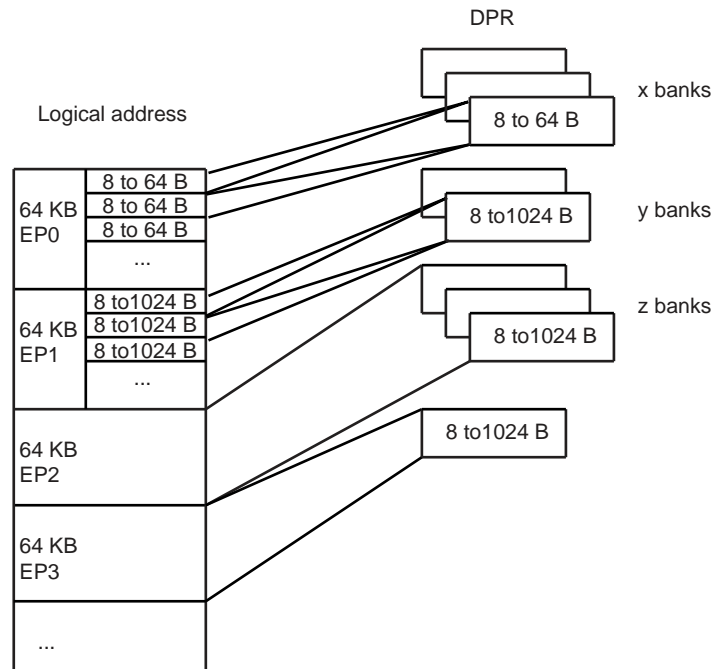 DPR
x banks
Logical address
8 to 64 B
64 KB
EP0
8 to 64 B
8 to 64 B
8 to 64 B
...
y banks
8 to1024 B
64 KB
EP1
8 to1024 B
8 to1024 B
8 to1024 B
...
z banks
8 to1024 B
64 KB
EP2
8 to1024 B
64 KB
EP3
...